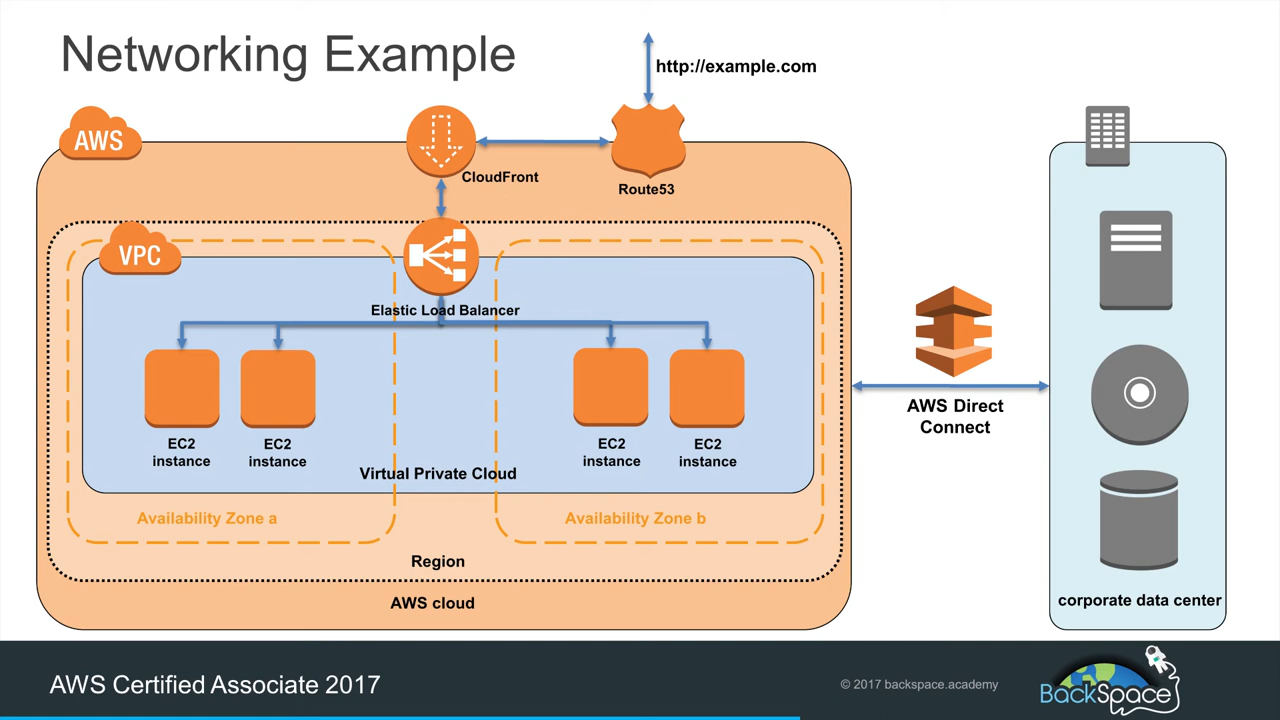 Networking Example
http://example.com
AWS
CloudFront
Route53
VPC
Elastic Load Balancer
EC2
instance
EC2
instance
EC2
instance
EC2
instance
Virtual Private Cloud
Availability Zone a
Availability Zone b
Region
AWS cloud
AWS Direct
Connect
corporate data center
AWS Certified Associate 2017
© 2017 backspace.academy
BackSpace